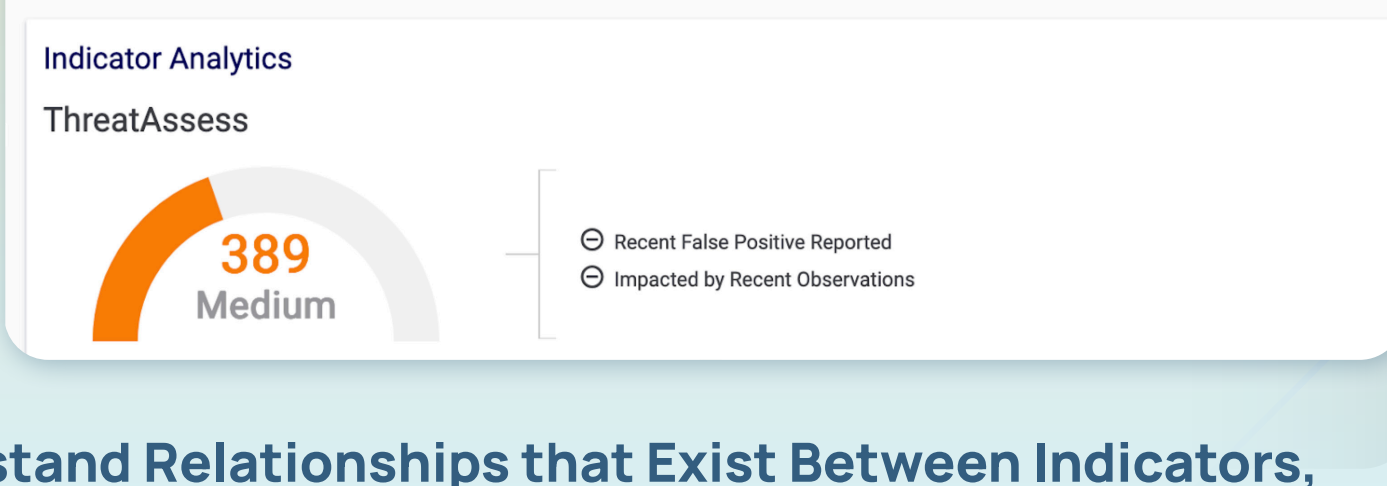 Indicator Analytics
ThreatAssess
389
Medium
Recent False Positive Reported
Impacted by Recent Observations
stand Relationships that Exist Between Indicators,